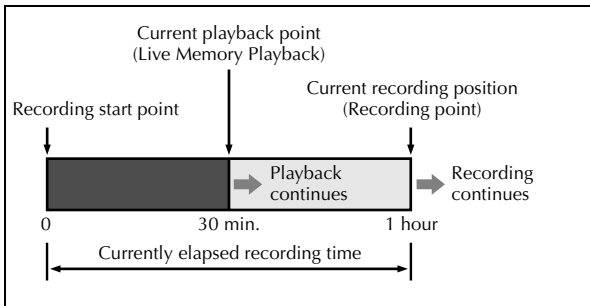 Current playback point
(Live Memory Playback)
Current recording position
(Recording point)
Recording start point
Playback
continues
Recording
continues
0
30 min.
1 hour
Currently elapsed recording time